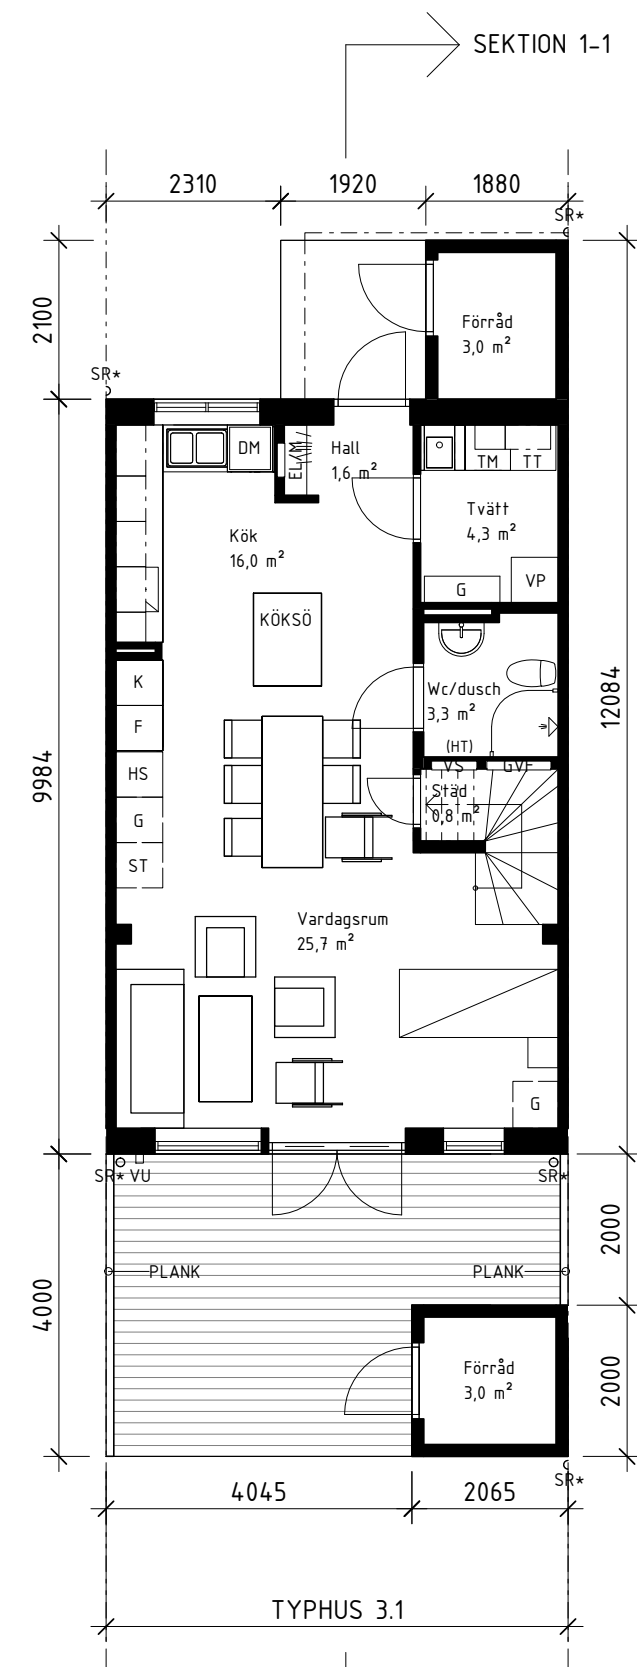 SEKTION 1-1
2310
1920
1880
SR*
2100
Förråd
3,0 m²
SR*
DM
EL/M
Hall
1,6 m²
TM
TT
Kök
16,0 m²
Tvätt
4,3 m²
G
VP
KÖKSÖ
K
F
HS
G
ST
Wc/dusch
3,3 m²
(HT)
VS
GVF
Städ
0,8 m²
9984
12084
Vardagsrum
25,7 m²
G
SR* VU
SR*
PLANK
PLANK
4000
2000
Förråd
3,0 m²
2000
SR*
4045
2065
TYPHUS 3.1